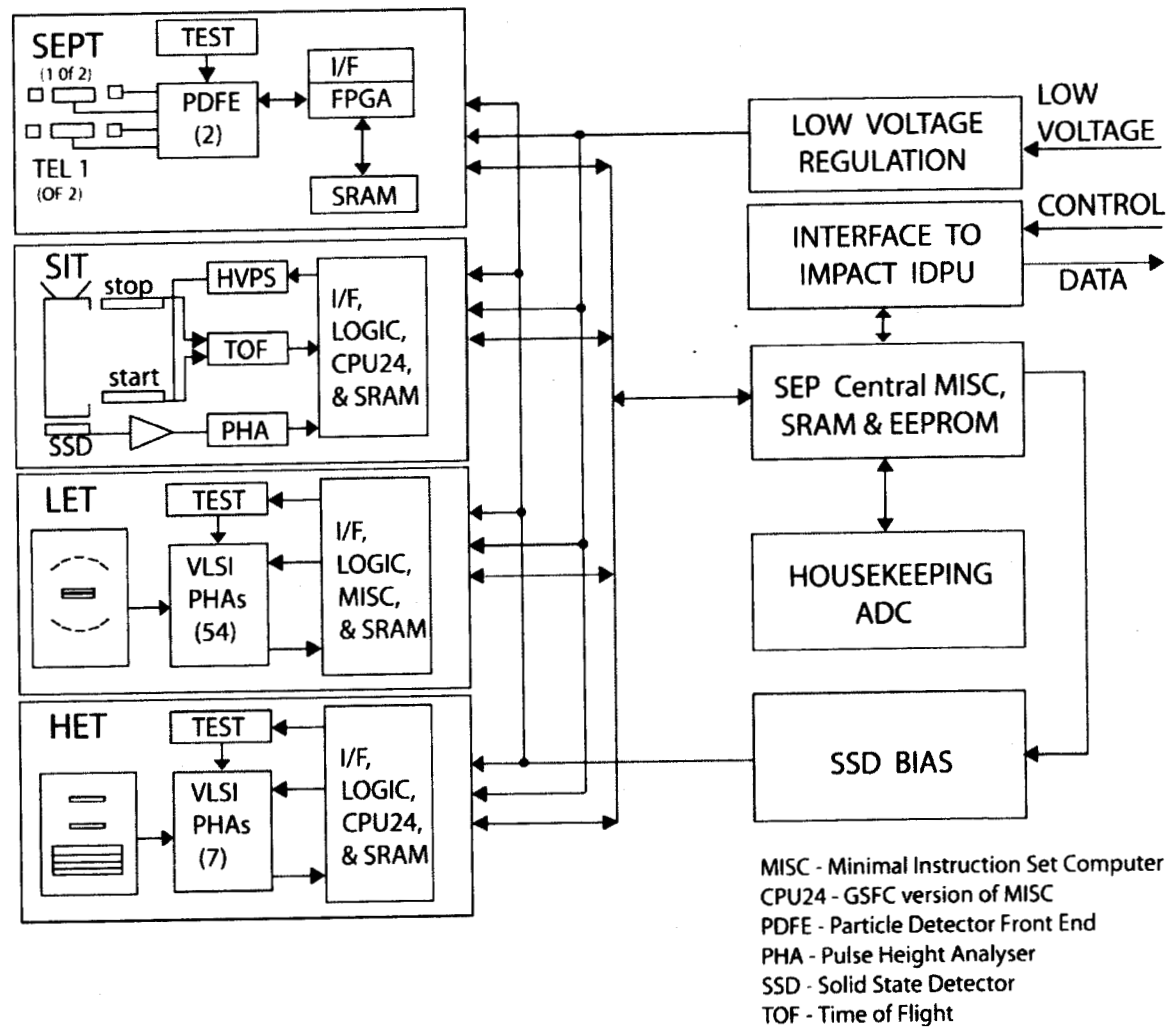 SEPT
(1 0f 2)
TEL 1
(OF 2)
TEST
PDFE
(2)
I/F
FPGA
SRAM
SIT
stop
start
SSD
HVPS
TOF
PHA
I/F,
LOGIC,
CPU24,
& SRAM
LET
TEST
VLSI
PHAs
(54)
I/F,
LOGIC,
MISC,
& SRAM
HET
TEST
VLSI
PHAs
(7)
I/F,
LOGIC,
CPU24,
& SRAM
LOW VOLTAGE
REGULATION
LOW
VOLTAGE
INTERFACE TO
IMPACT IDPU
CONTROL
DATA
SEP Central MISC,
SRAM & EEPROM
HOUSEKEEPING
ADC
SSD BIAS
MISC - Minimal Instruction Set Computer
CPU24 - GSFC version of MISC
PDFE - Particle Detector Front End
PHA - Pulse Height Analyser
SSD - Solid State Detector
TOF - Time of Flight